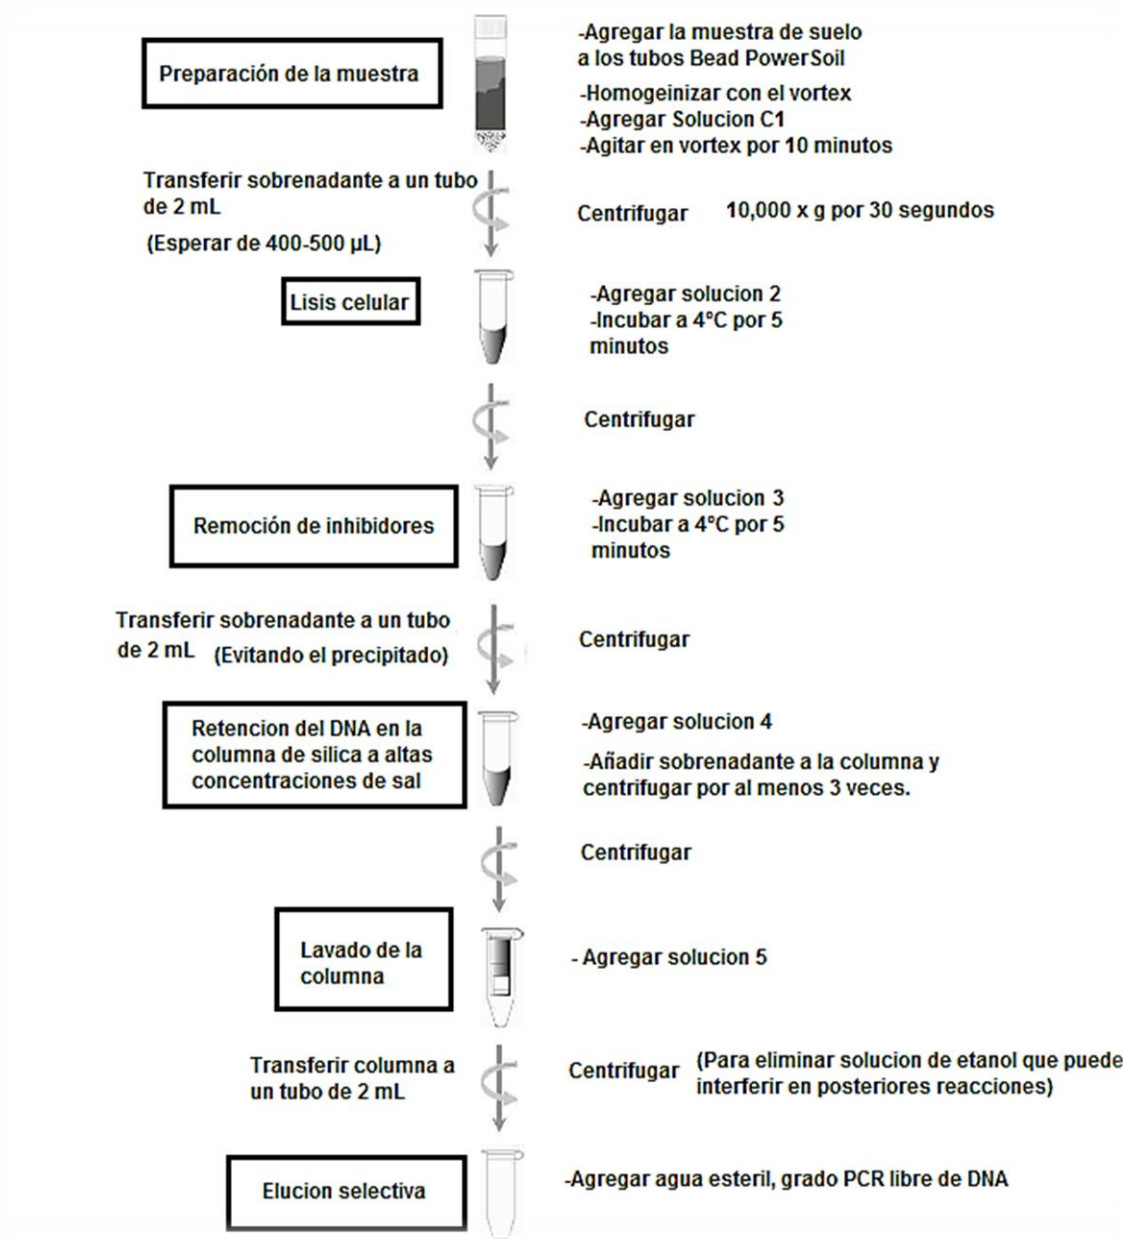 -Agregar la muestra de suelo
a los tubos Bead PowerSoil
Preparación de la muestra
-Homogeinizar con el vortex
-Agregar Solucion C1
-Agitar en vortex por 10 minutos
Transferir sobrenadante a un tubo
de 2 mL
(Esperar de 400-500 µL)
Centrifugar 10,000 x g por 30 segundos
Lisis celular
-Agregar solucion 2
-Incubar a 4°C por 5
minutos
Centrifugar
Remoción de inhibidores
-Agregar solucion 3
-Incubar a 4°C por 5
minutos
Transferir sobrenadante a un tubo
de 2 mL (Evitando el precipitado)
Centrifugar
Retencion del DNA en la
columna de silica a altas
concentraciones de sal
-Agregar solucion 4
-Añadir sobrenadante a la columna y
centrifugar por al menos 3 veces.
Centrifugar
Lavado de la
columna
- Agregar solucion 5
Transferir columna a
un tubo de 2 mL
Centrifugar (Para eliminar solucion de etanol que puede
interferir en posteriores reacciones)
Elucion selectiva
-Agregar agua esteril, grado PCR libre de DNA